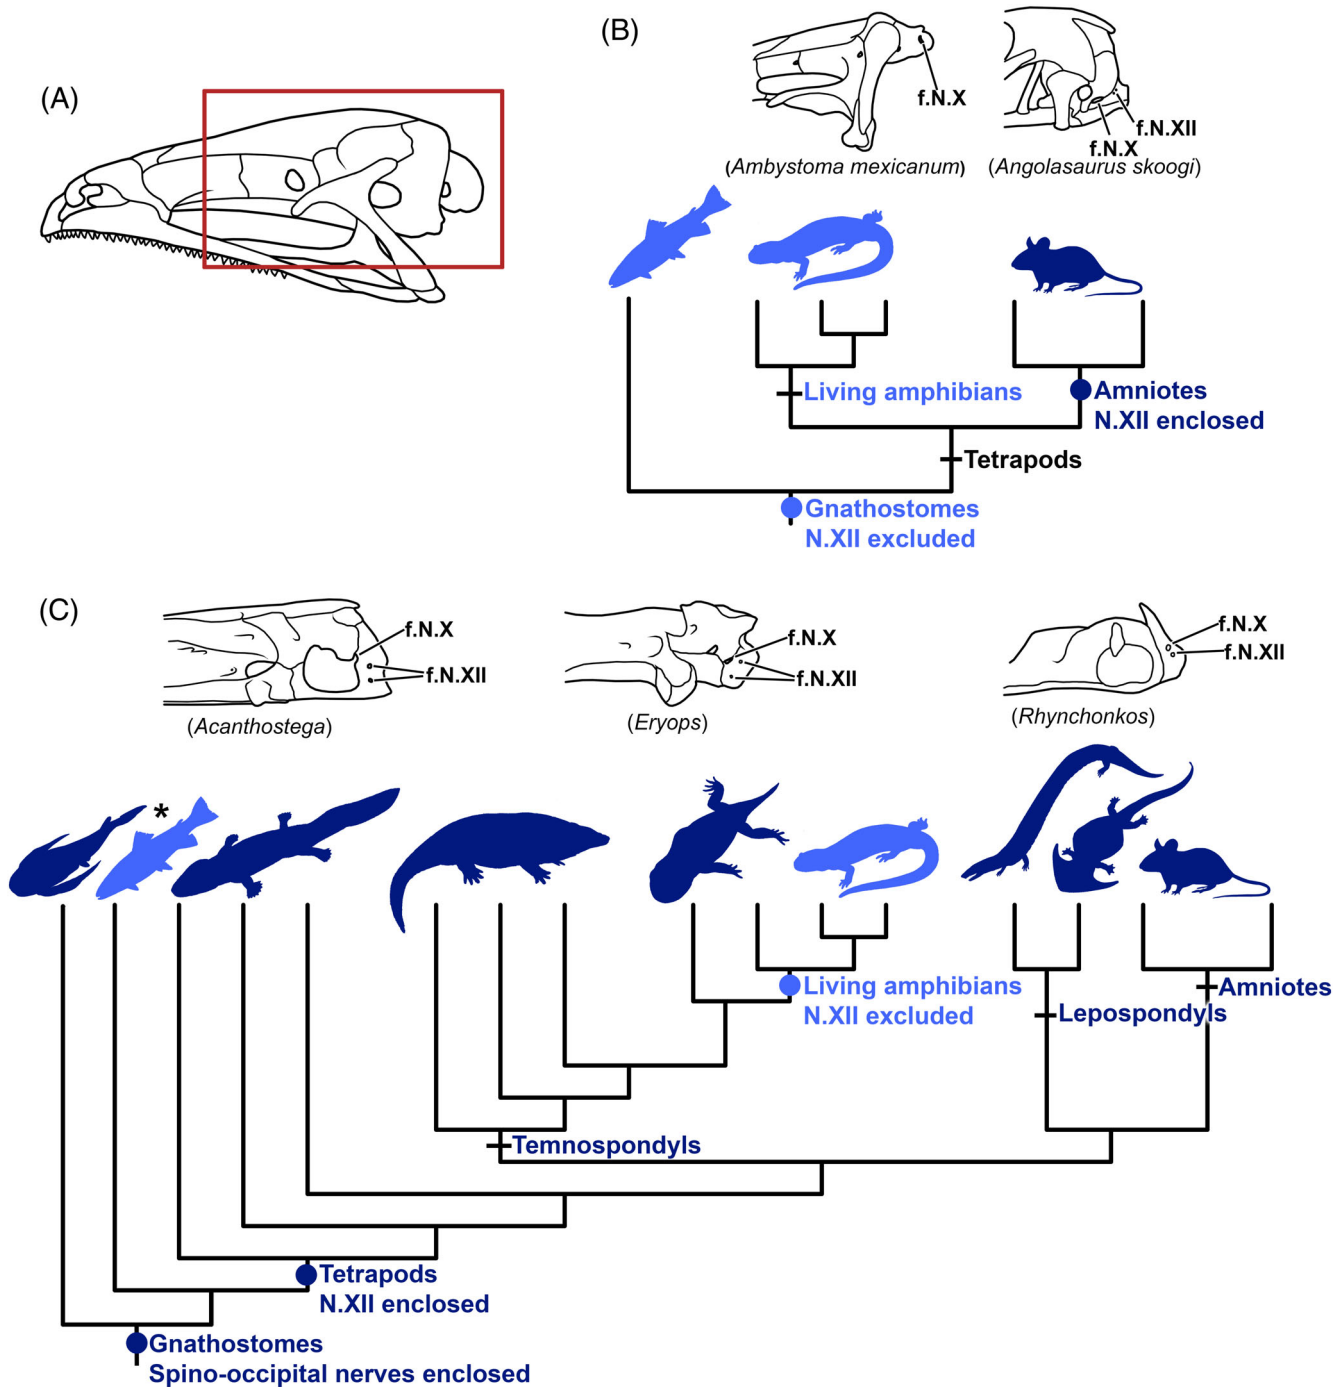 (A)
(B)
f.N.X
f.N.XII
f.N.X
(Ambystoma mexicanum)
(Angolasaurus skoogi)
Living amphibians
Amniotes
N.XII enclosed
Tetrapods
Gnathostomes
N.XII excluded
(C)
f.N.X
f.N.XII
(Acanthostega)
f.N.X
f.N.XII
(Eryops)
f.N.X
f.N.XII
(Rhynchonkos)
*
Living amphibians
N.XII excluded
Amniotes
Lepospondyls
Temnospondyls
Tetrapods
N.XII enclosed
Gnathostomes
Spino-occipital nerves enclosed